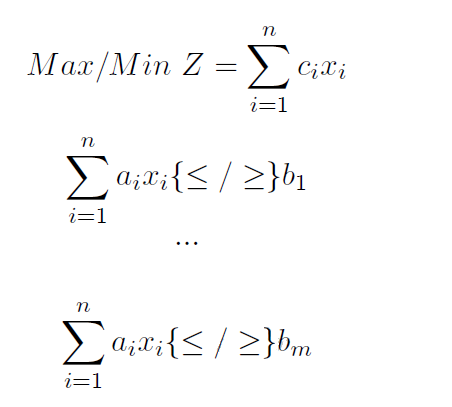 Max/Min Z = \sum_{i=1}^{n} c_i x_i
\sum_{i=1}^{n} a_i x_i \{\leq / \geq\} b_1
...
\sum_{i=1}^{n} a_i x_i \{\leq / \geq\} b_m